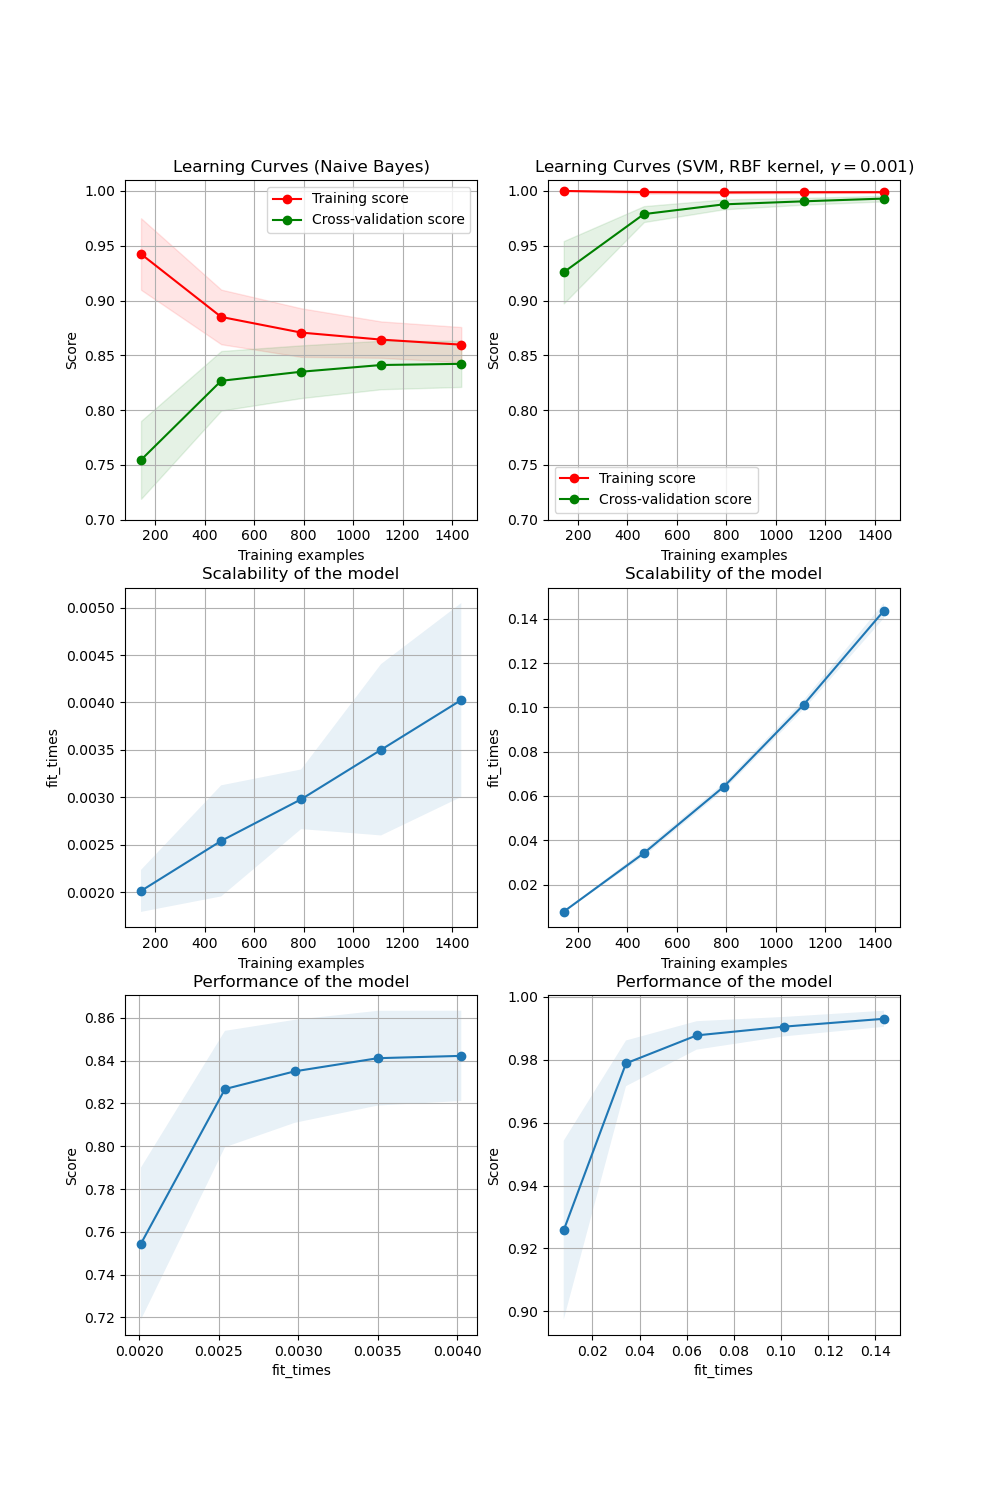 Learning Curves (Naive Bayes)
1.00
0.95
0.90
0.85
0.80
0.75
0.70
Score
Training score
Cross-validation score
200 400 600 800 1000 1200 1400
Training examples
Learning Curves (SVM, RBF kernel, γ = 0.001)
1.00
0.95
0.90
0.85
0.80
0.75
0.70
Score
Training score
Cross-validation score
200 400 600 800 1000 1200 1400
Training examples
Scalability of the model
0.0050
0.0045
0.0040
0.0035
0.0030
0.0025
0.0020
fit_times
200 400 600 800 1000 1200 1400
Training examples
Scalability of the model
0.14
0.12
0.10
0.08
0.06
0.04
0.02
fit_times
200 400 600 800 1000 1200 1400
Training examples
Performance of the model
0.86
0.84
0.82
0.80
0.78
0.76
0.74
0.72
Score
0.0020 0.0025 0.0030 0.0035 0.0040
fit_times
Performance of the model
1.00
0.98
0.96
0.94
0.92
0.90
Score
0.02 0.04 0.06 0.08 0.10 0.12 0.14
fit_times